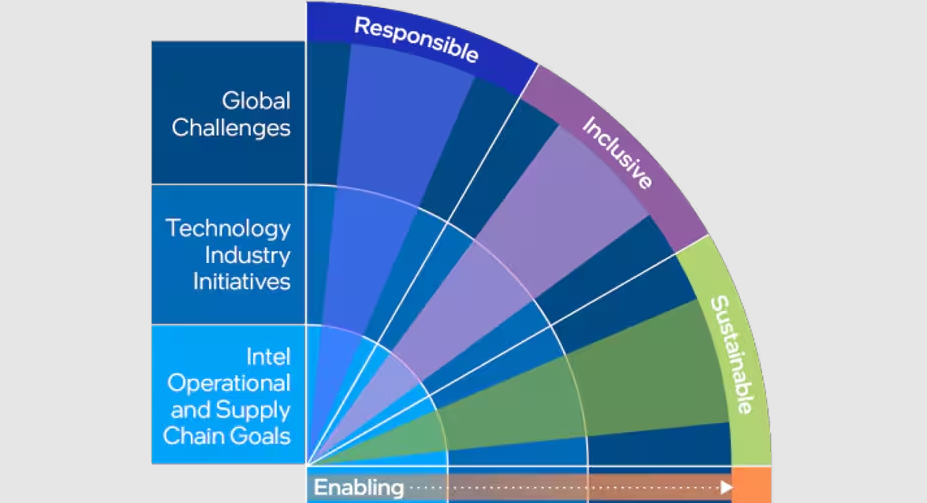 Responsible
Inclusive
Sustainable
Global
Challenges
Technology
Industry
Initiatives
Intel
Operational
and Supply
Chain Goals
Enabling